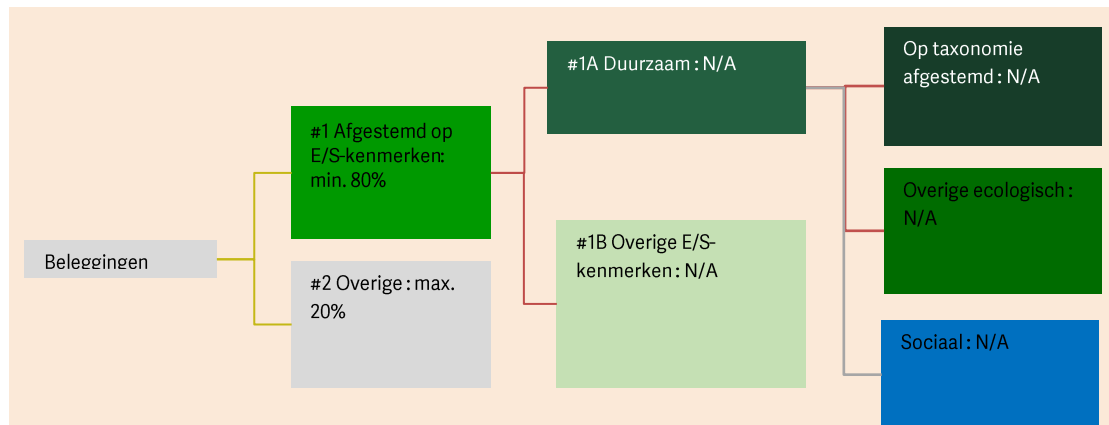 Beleggingen
#1 Afgestemd op
E/S-kenmerken:
min. 80%
#2 Overige : max.
20%
#1A Duurzaam : N/A
#1B Overige E/S-
kenmerken : N/A
Op taxonomie
afgestemd : N/A
Overige ecologisch :
N/A
Sociaal : N/A